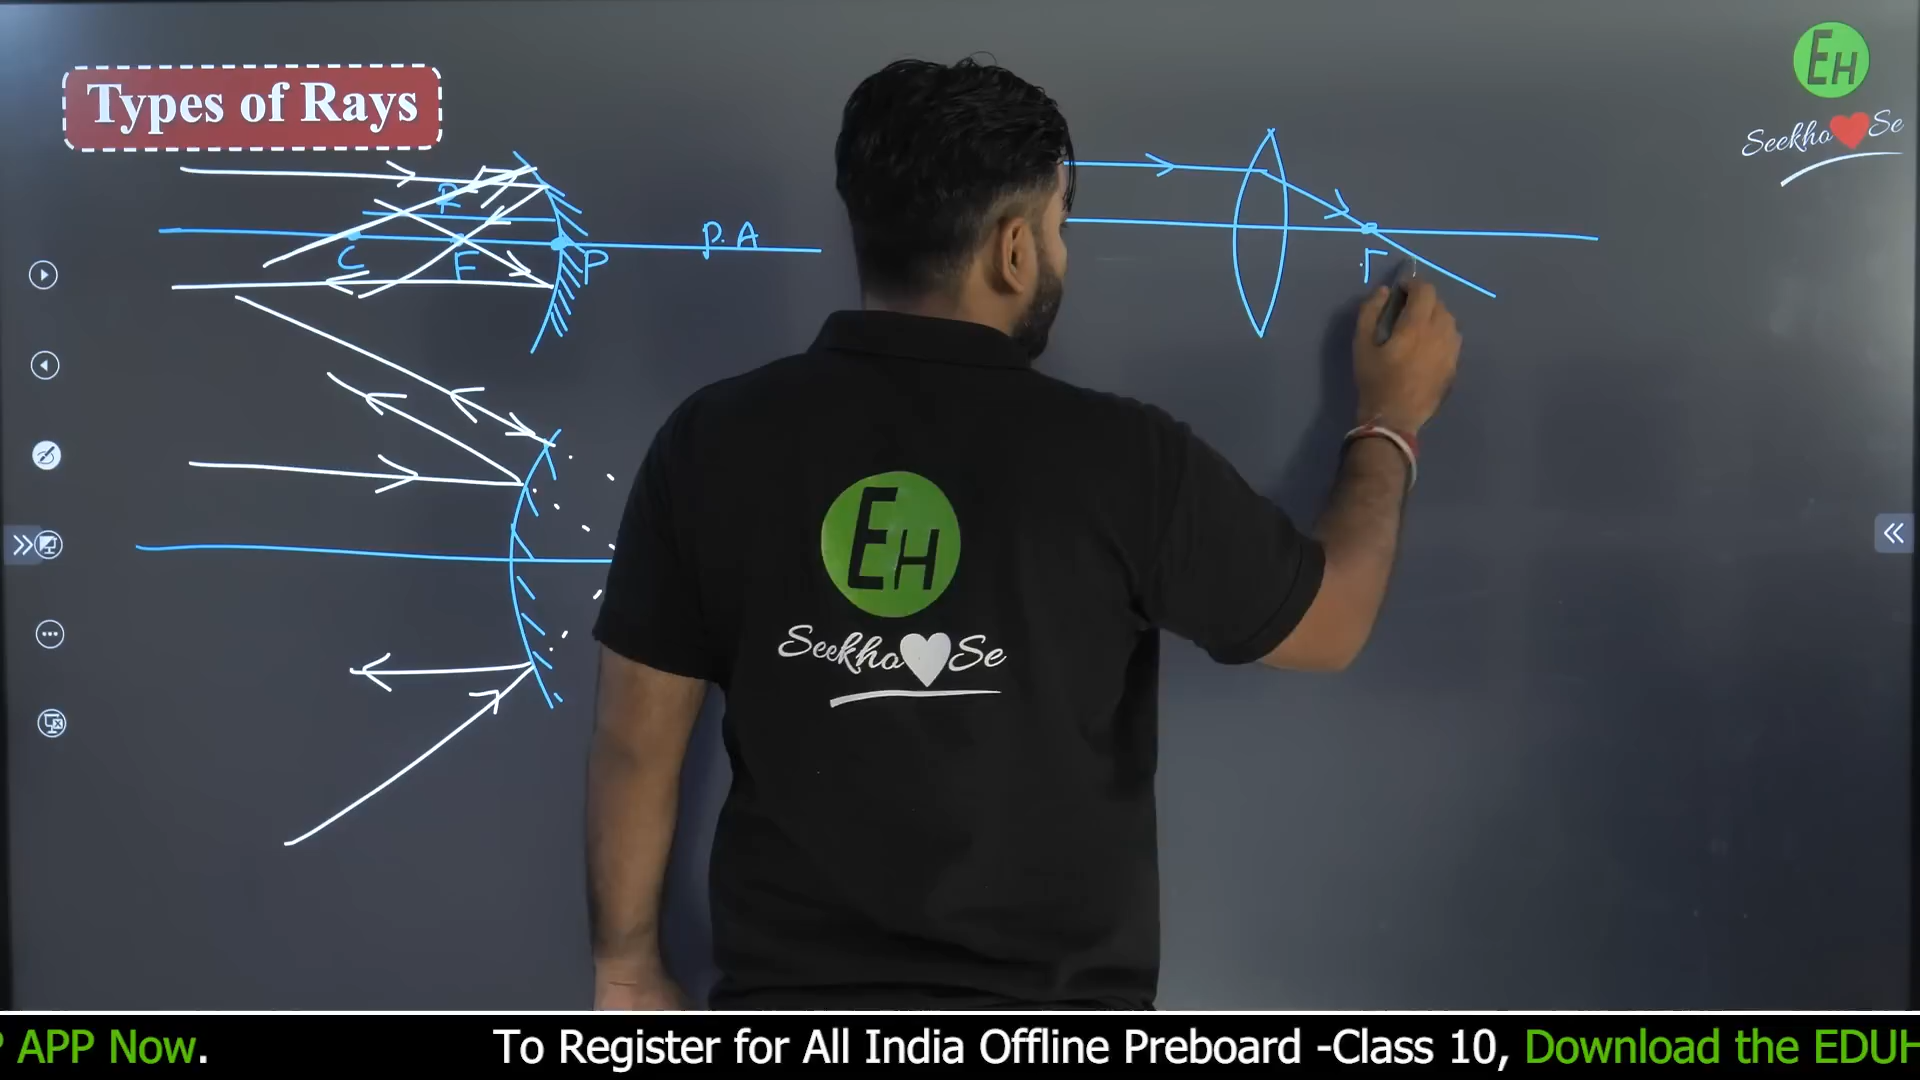 Types of Rays
EH
Seekho Se
R
P.A
C
F
P
F
EH
Seekho Se
APP Now.
To Register for All India Offline Preboard -Class 10, Download the EDUH